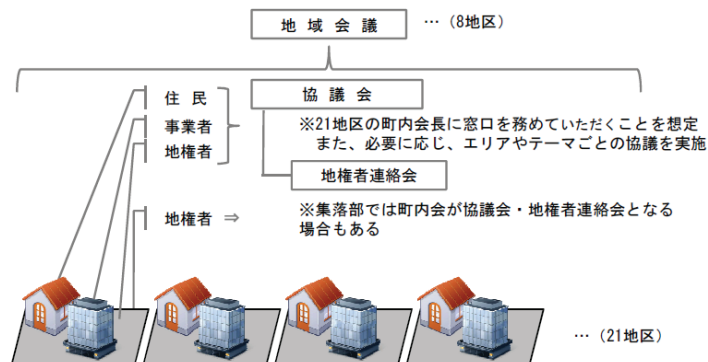 地域会議 …（8地区）
住民
事業者
地権者
協議会
※21地区の町内会長に窓口を務めていただくことを想定
また、必要に応じ、エリアやテーマごとの協議を実施
地権者連絡会
地権者 ⇒
※集落部では町内会が協議会・地権者連絡会となる
場合もある
…（21地区）